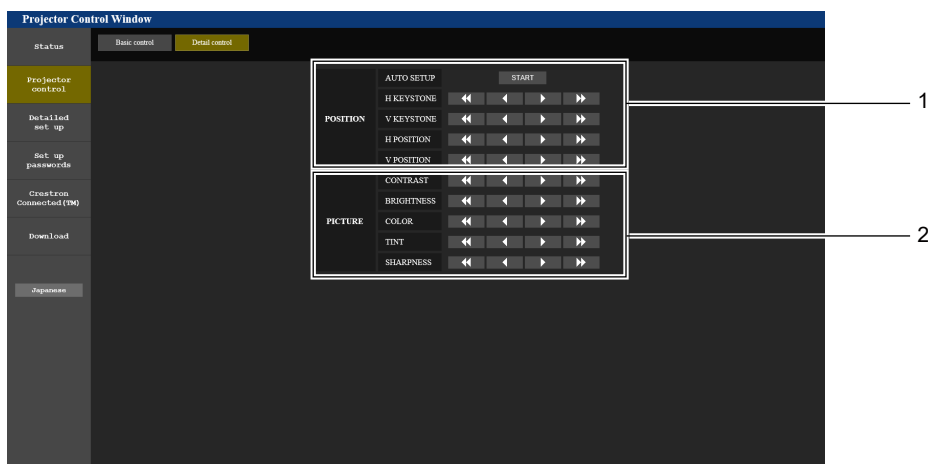 Projector Control Window
Status
Basic control
Detail control
Projector
control
Detailed
set up
Set up
passwords
Crestron
Connected(TM)
Download
Japanese
POSITION
AUTO SETUP
START
H KEYSTONE
V KEYSTONE
H POSITION
V POSITION
PICTURE
CONTRAST
BRIGHTNESS
COLOR
TINT
SHARPNESS
1
2